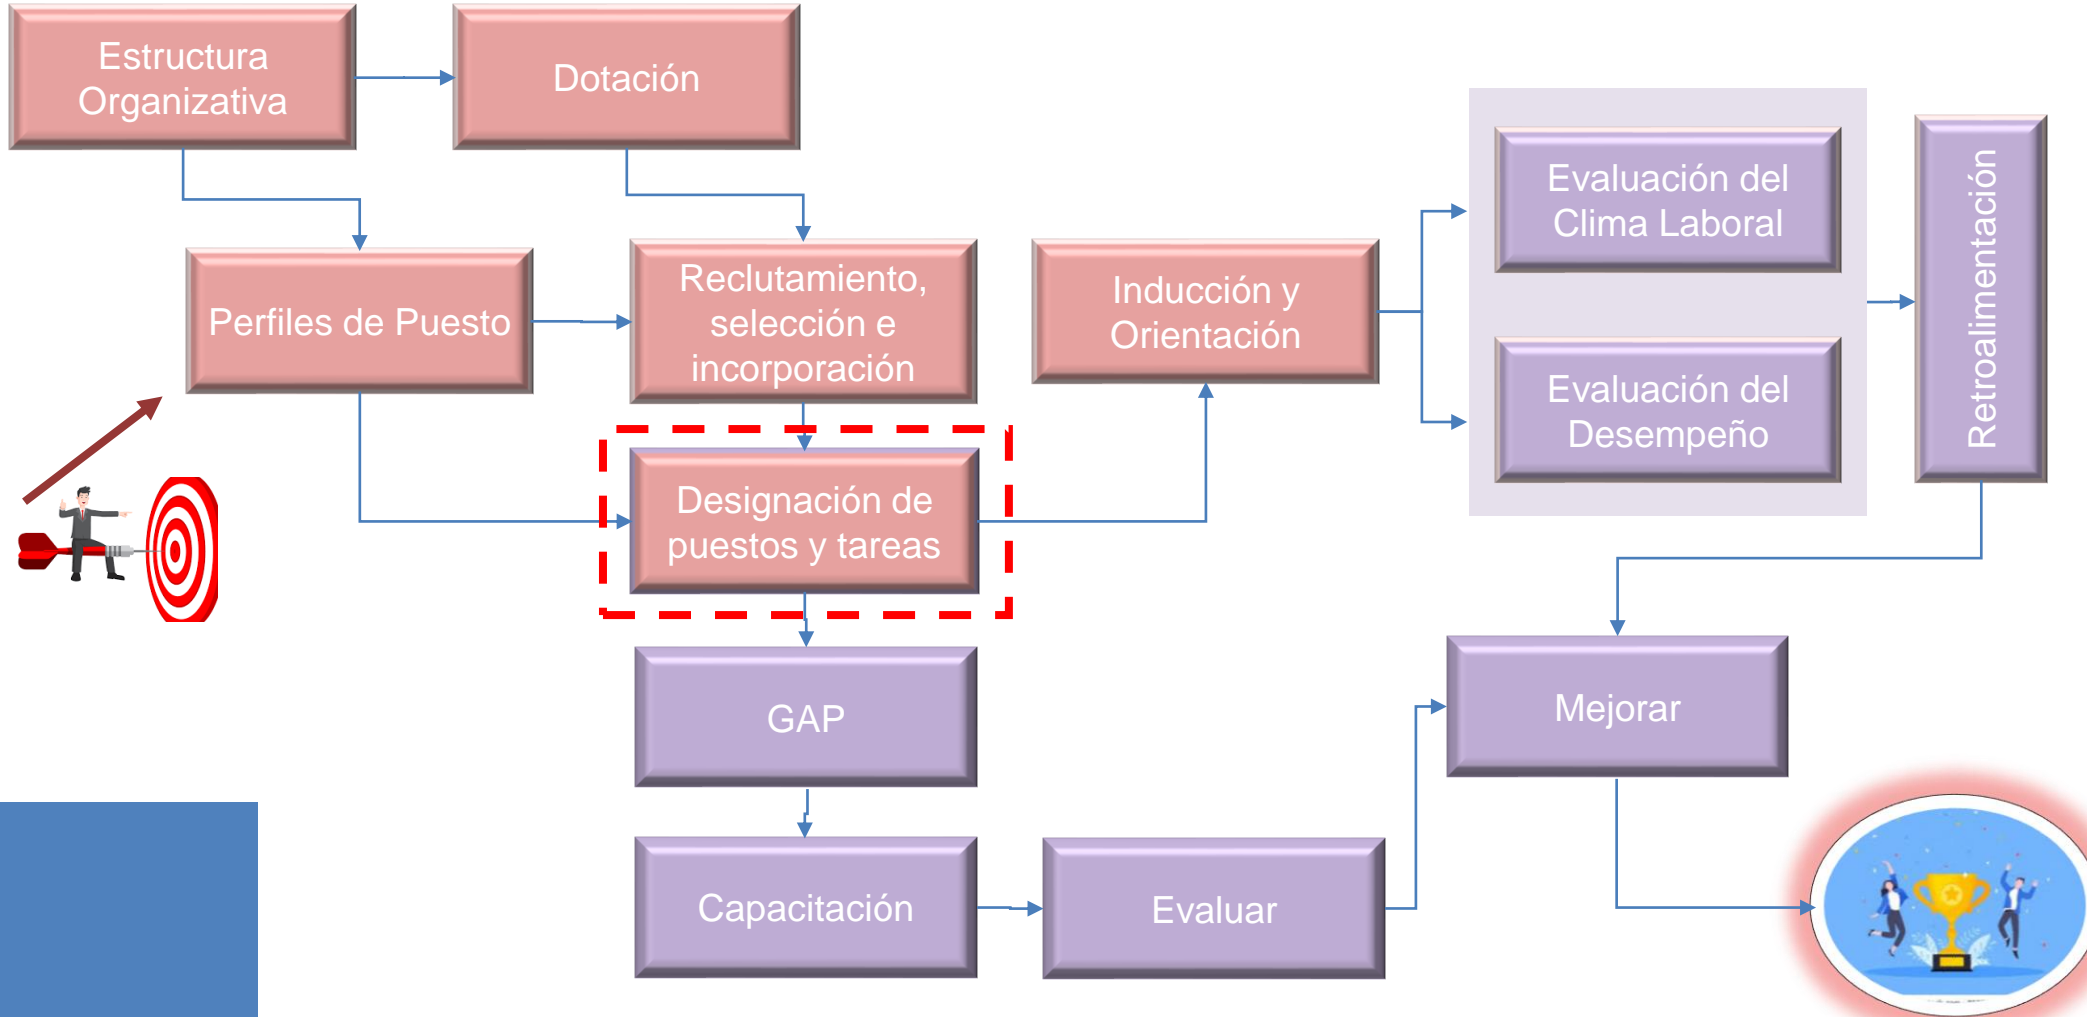 Estructura
Organizativa
Dotación
Perfiles de Puesto
Reclutamiento,
selección e
incorporación
Inducción y
Orientación
Evaluación del
Clima Laboral
Evaluación del
Desempeño
Retroalimentación
Designación de
puestos y tareas
GAP
Mejorar
Capacitación
Evaluar